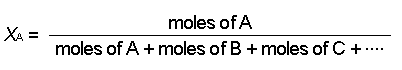 X_A = moles of A / moles of A + moles of B + moles of C + ····